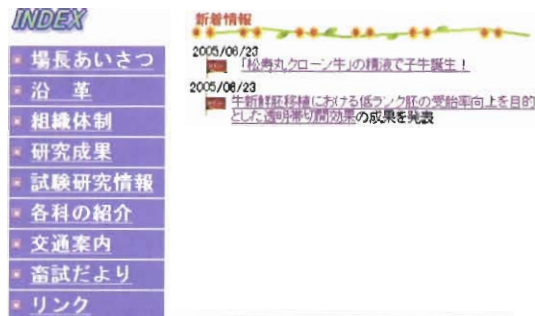 INDEX
場長あいさつ
沿 革
組織体制
研究成果
試験研究情報
各科の紹介
交通案内
畜試だより
リンク
新着情報
2005/06/23
「松寿丸クローン牛」の精液で子牛誕生！
2005/06/23
牛新鮮胚移植における低ランク胚の受胎率向上を目的
とした透明帯切開効果の成果を発表